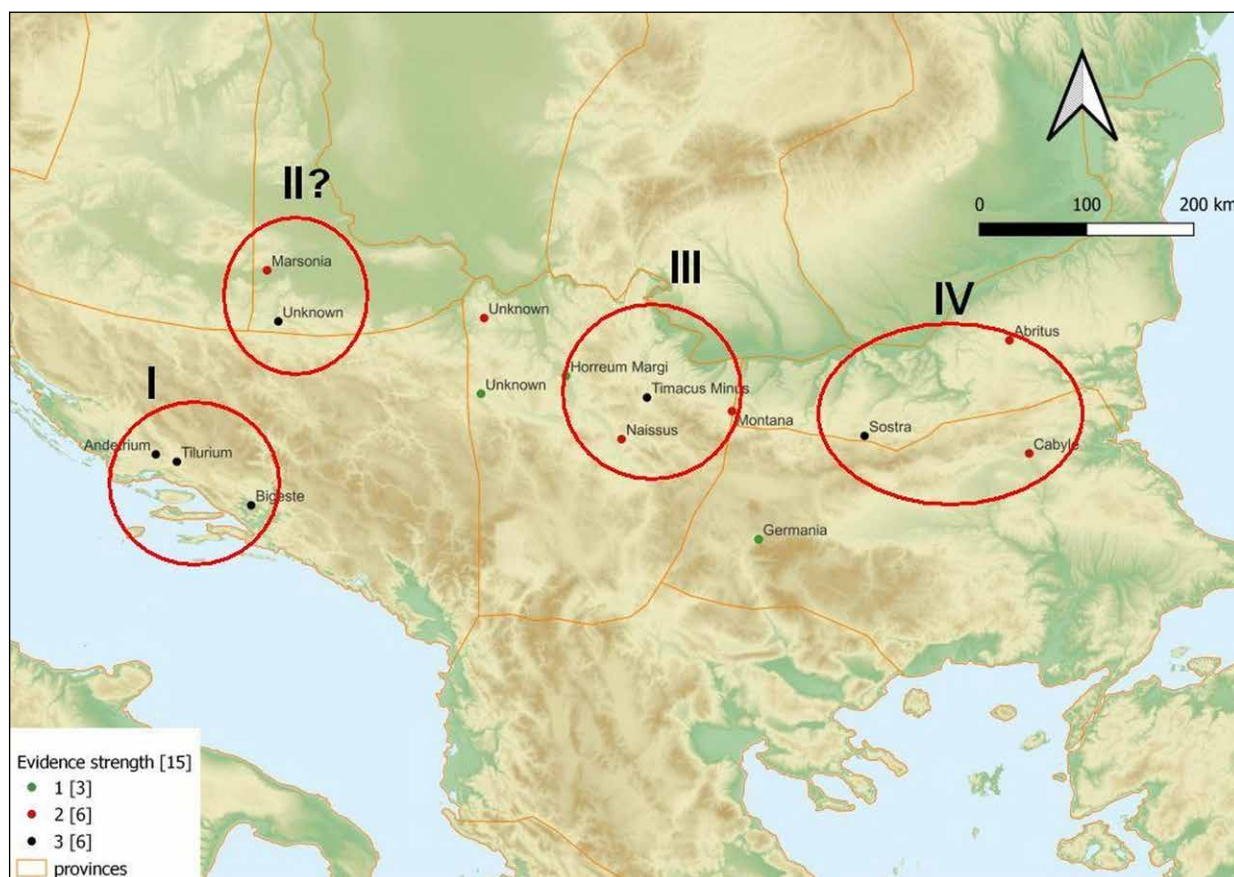 0 100 200 km
II?
Marsonia
Unknown
Unknown
III
IV
Abritus
Horreum Margi
Unknown
Timacus Minus
Montana
I
Naissus
Sostra
Andetrium
Tilurium
Cabyle
Bigeste
Germania
Evidence strength [15]
1 [3]
2 [6]
3 [6]
provinces